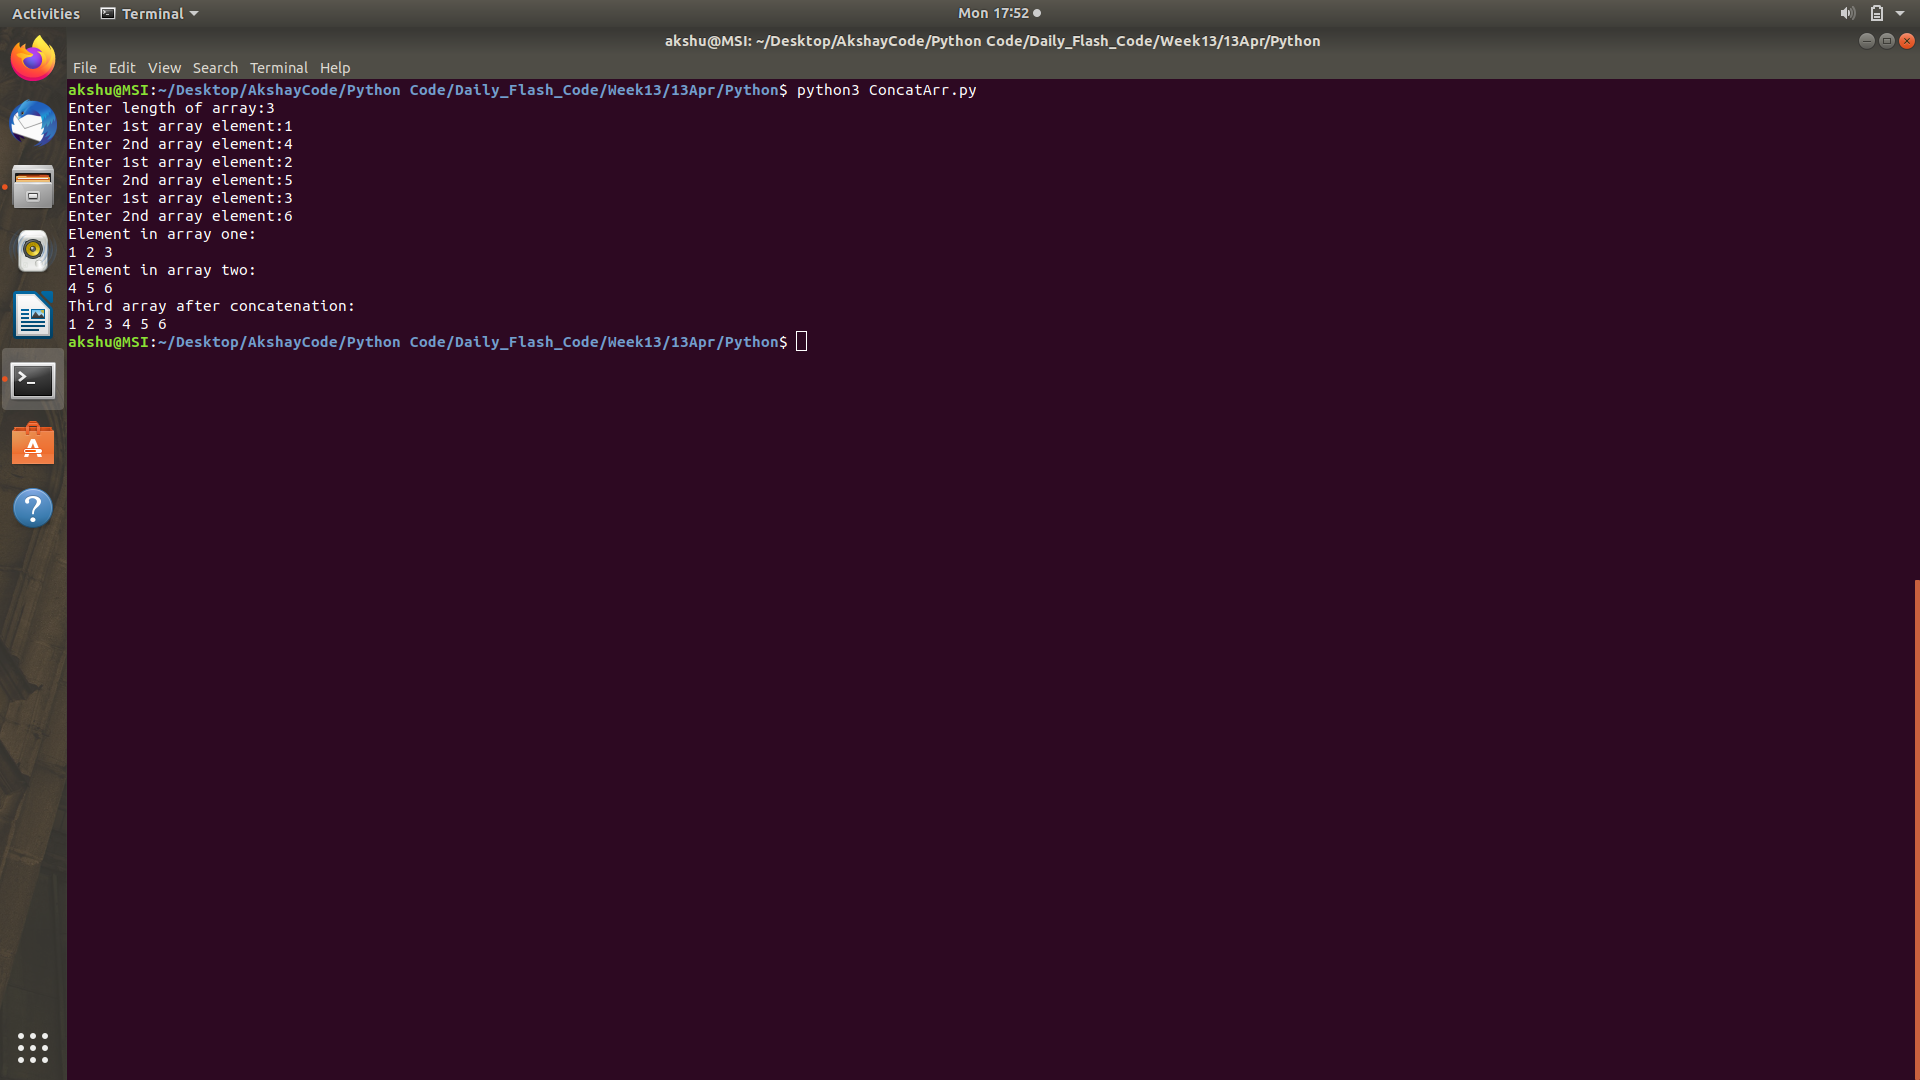 Activities Terminal Mon 17:52
akshu@MSI: ~/Desktop/AkshayCode/Python Code/Daily_Flash_Code/Week13/13Apr/Python
File Edit View Search Terminal Help
akshu@MSI:~/Desktop/AkshayCode/Python Code/Daily_Flash_Code/Week13/13Apr/Python$ python3 ConcatArr.py
Enter length of array:3
Enter 1st array element:1
Enter 2nd array element:4
Enter 1st array element:2
Enter 2nd array element:5
Enter 1st array element:3
Enter 2nd array element:6
Element in array one:
1 2 3
Element in array two:
4 5 6
Third array after concatenation:
1 2 3 4 5 6
akshu@MSI:~/Desktop/AkshayCode/Python Code/Daily_Flash_Code/Week13/13Apr/Python$